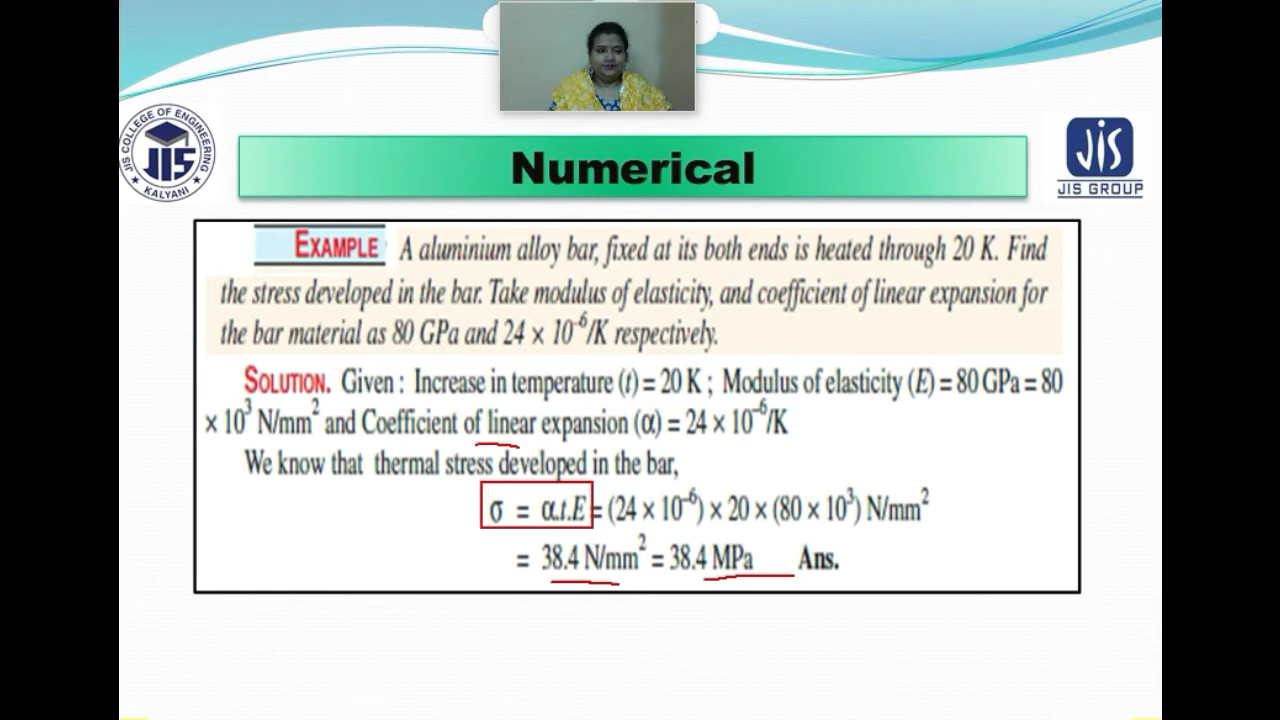 JIS COLLEGE OF ENGINEERING
JIS
KALYANI
Numerical
JIS
JIS GROUP
EXAMPLE A aluminium alloy bar, fixed at its both ends is heated through 20 K. Find
the stress developed in the bar. Take modulus of elasticity, and coefficient of linear expansion for
the bar material as 80 GPa and 24 × 10⁻⁶/K respectively.
SOLUTION. Given : Increase in temperature (t) = 20 K ; Modulus of elasticity (E) = 80 GPa = 80
× 10³ N/mm² and Coefficient of linear expansion (α) = 24 × 10⁻⁶/K
We know that thermal stress developed in the bar,
σ = α.t.E = (24 × 10⁻⁶) × 20 × (80 × 10³) N/mm²
= 38.4 N/mm² = 38.4 MPa Ans.